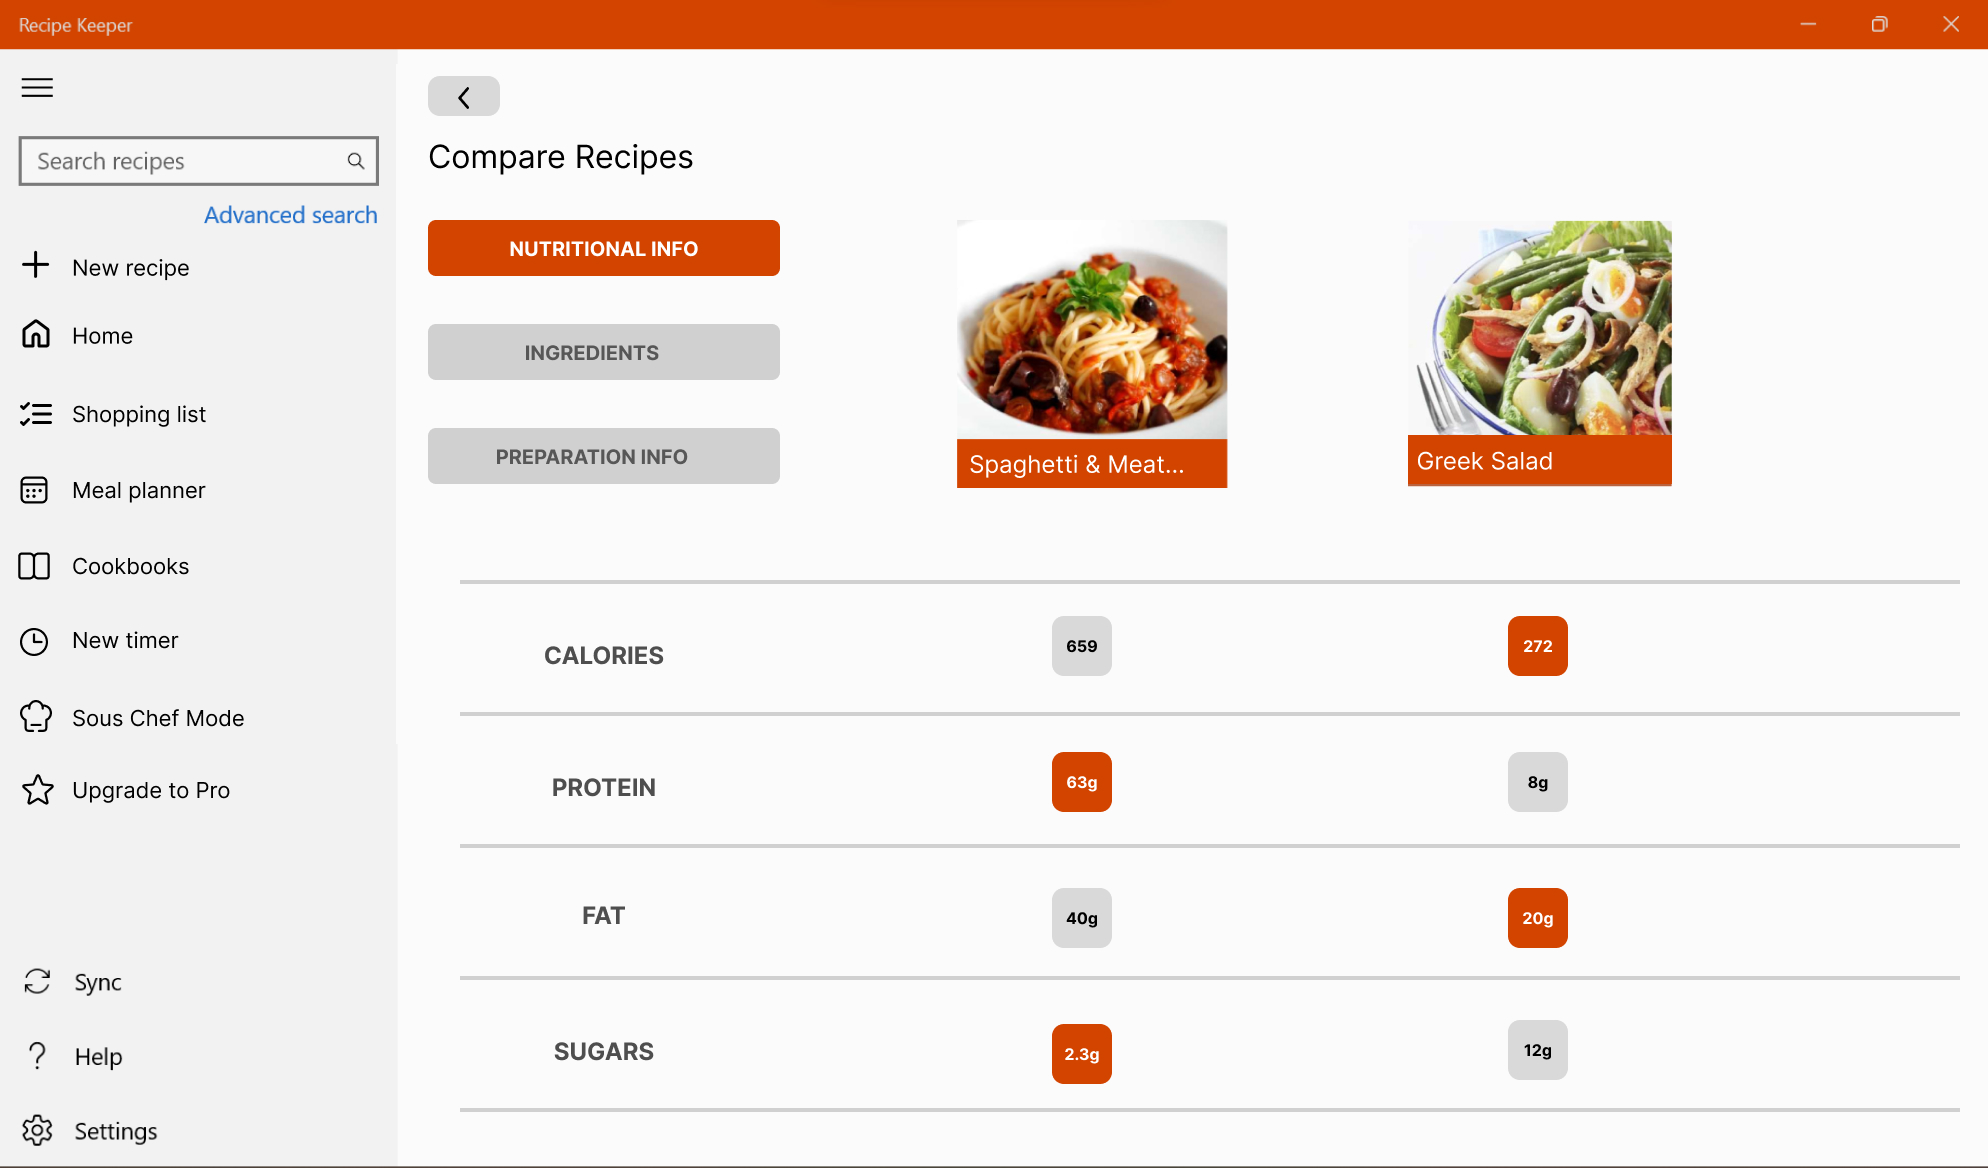 Recipe Keeper
Search recipes
Advanced search
New recipe
Home
Shopping list
Meal planner
Cookbooks
New timer
Sous Chef Mode
Upgrade to Pro
Sync
Help
Settings
Compare Recipes
NUTRITIONAL INFO
INGREDIENTS
PREPARATION INFO
Spaghetti & Meat...
Greek Salad
CALORIES 659 272
PROTEIN 63g 8g
FAT 40g 20g
SUGARS 2.3g 12g